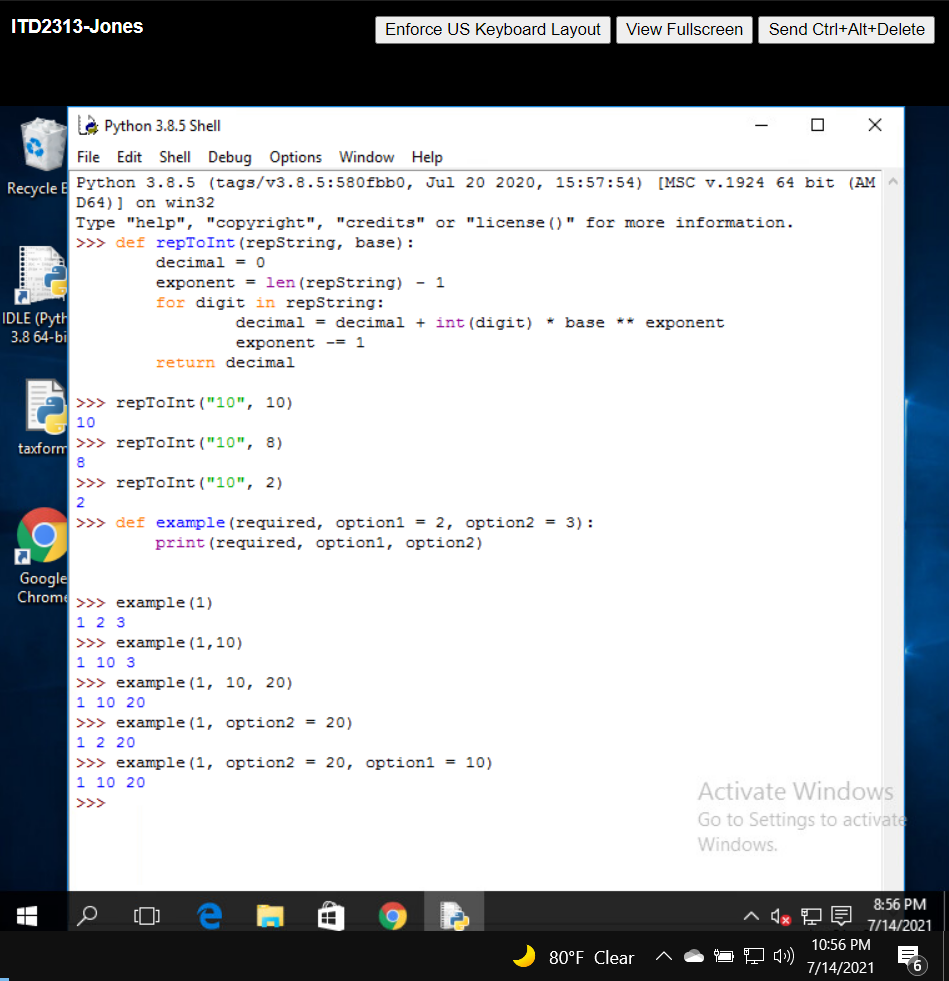 ITD2313-Jones
Enforce US Keyboard Layout
View Fullscreen
Send Ctrl+Alt+Delete
Python 3.8.5 Shell
File Edit Shell Debug Options Window Help
Recycle B
IDLE (Pyth
3.8 64-bi
taxform
Google
Chrome
Python 3.8.5 (tags/v3.8.5:580fbb0, Jul 20 2020, 15:57:54) [MSC v.1924 64 bit (AM
D64)] on win32
Type "help", "copyright", "credits" or "license()" for more information.
>>> def repToInt(repString, base):
        decimal = 0
        exponent = len(repString) - 1
        for digit in repString:
                decimal = decimal + int(digit) * base ** exponent
                exponent -= 1
        return decimal
>>> repToInt("10", 10)
10
>>> repToInt("10", 8)
8
>>> repToInt("10", 2)
2
>>> def example(required, option1 = 2, option2 = 3):
        print(required, option1, option2)
>>> example(1)
1 2 3
>>> example(1,10)
1 10 3
>>> example(1, 10, 20)
1 10 20
>>> example(1, option2 = 20)
1 2 20
>>> example(1, option2 = 20, option1 = 10)
1 10 20
>>>
Activate Windows
Go to Settings to activate
Windows.
8:56 PM
7/14/2021
80°F Clear
10:56 PM
7/14/2021
6